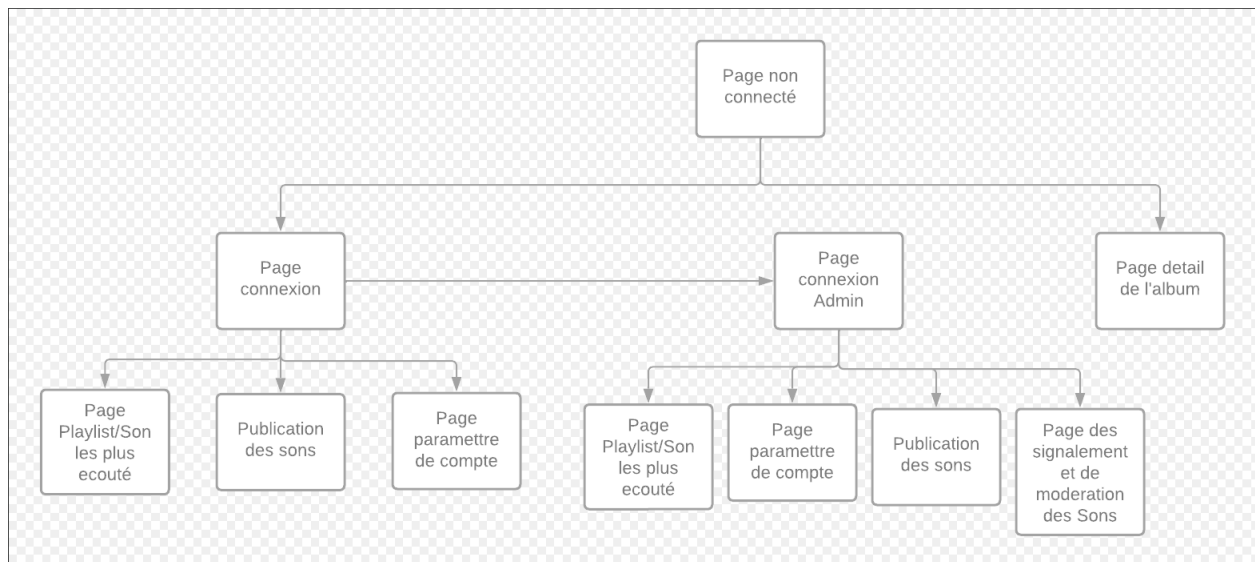 Page non
connecté
Page
connexion
Page
connexion
Admin
Page detail
de l'album
Page
Playlist/Son
les plus
ecouté
Publication
des sons
Page
paramettre
de compte
Page
Playlist/Son
les plus
ecouté
Page
paramettre
de compte
Publication
des sons
Page des
signalement
et de
moderation
des Sons